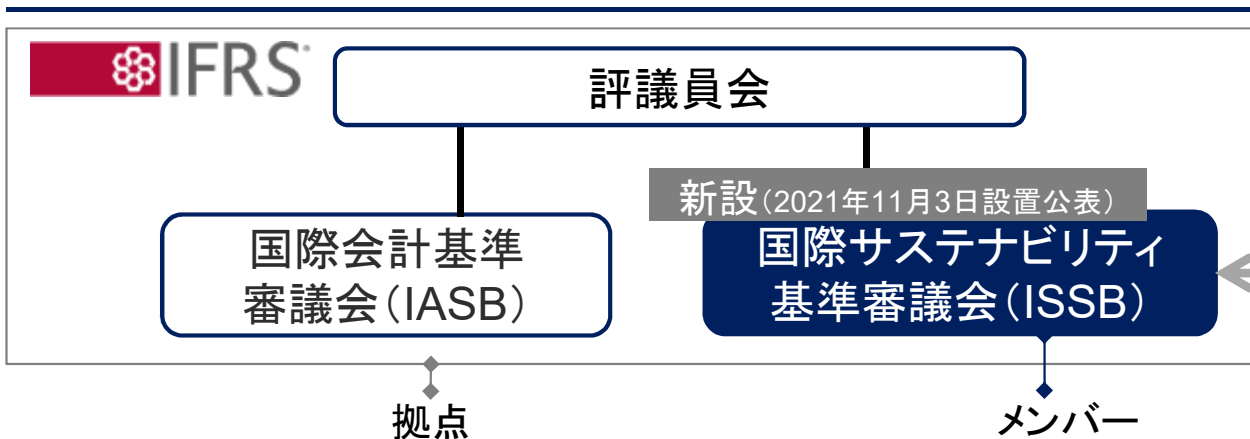 IFRS
評議員会
新設(2021年11月3日設置公表)
国際会計基準
審議会(IASB)
国際サステナビリティ
基準審議会(ISSB)
拠点
メンバー